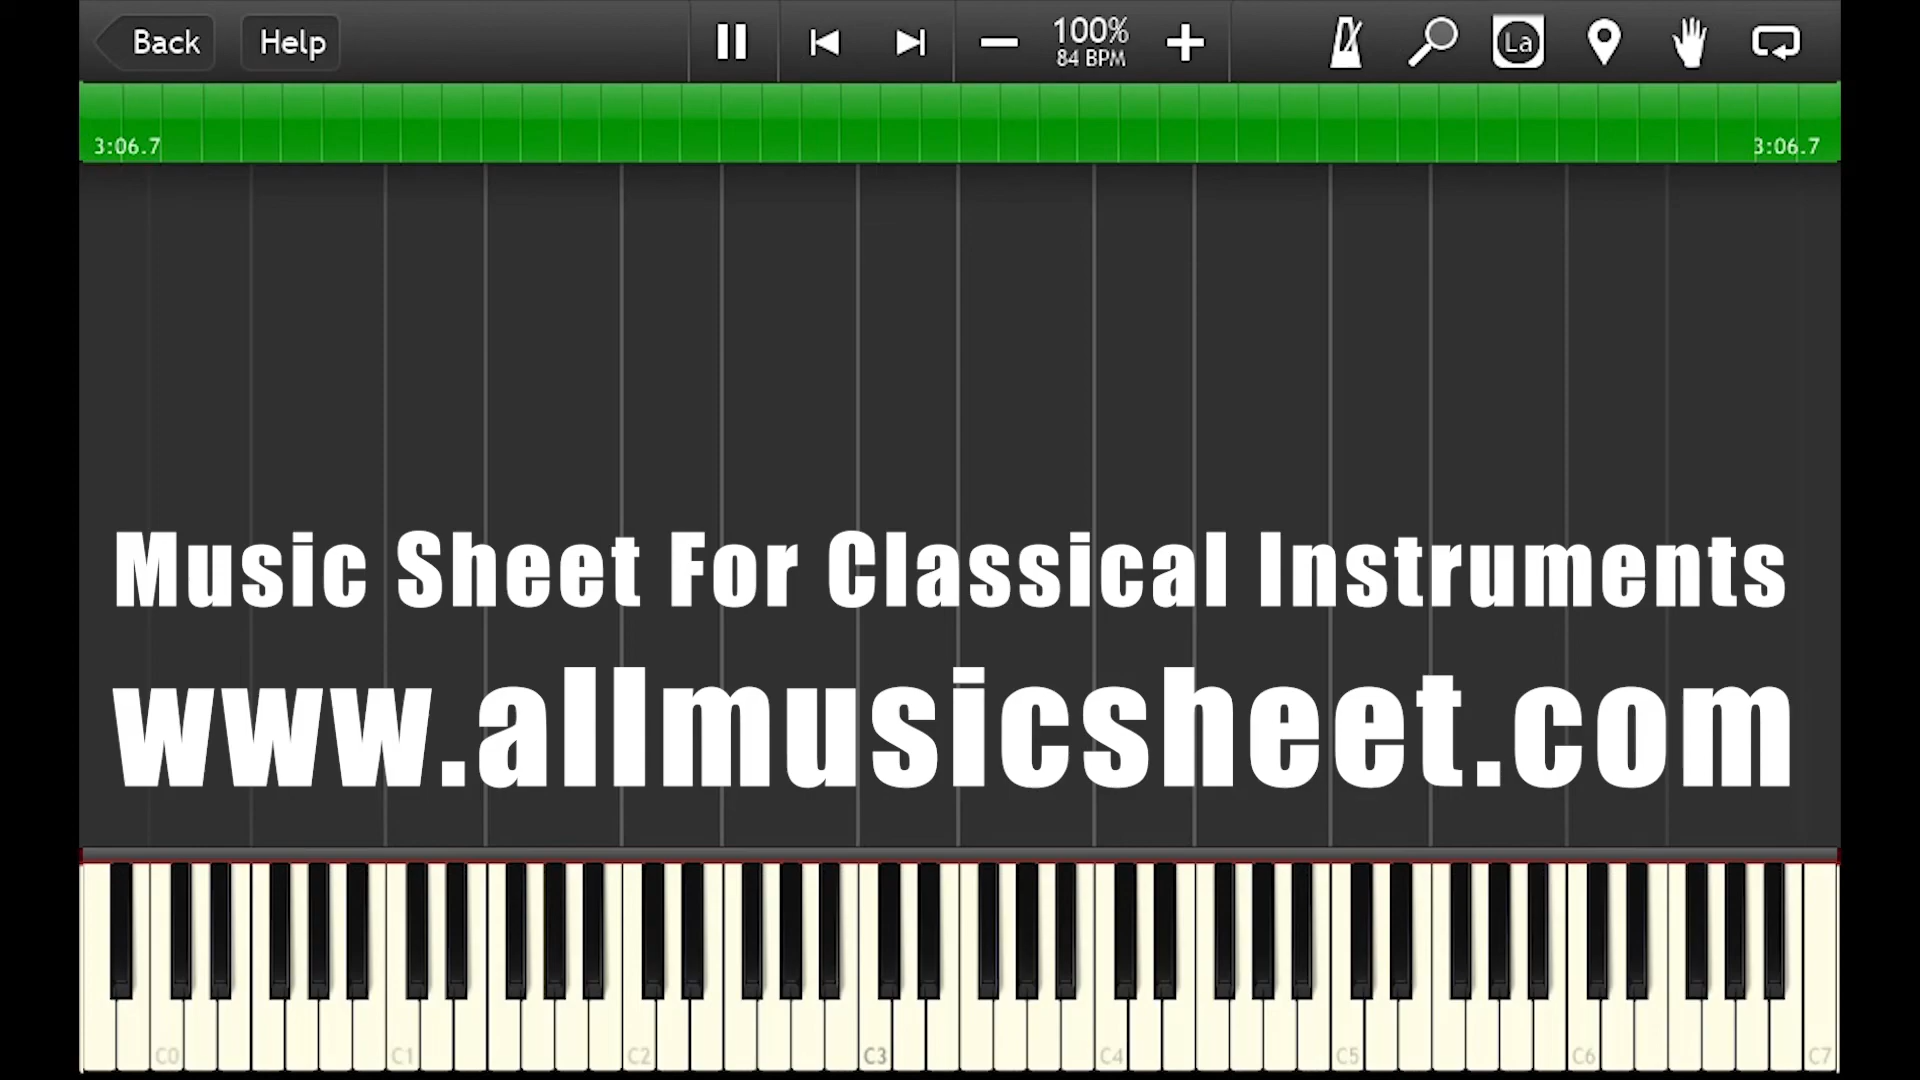 Back Help 100%
84 BPM
La
3:06.7 3:06.7
Music Sheet For Classical Instruments
www.allmusicsheet.com
C0 C1 C2 C3 C4 C5 C6 C7